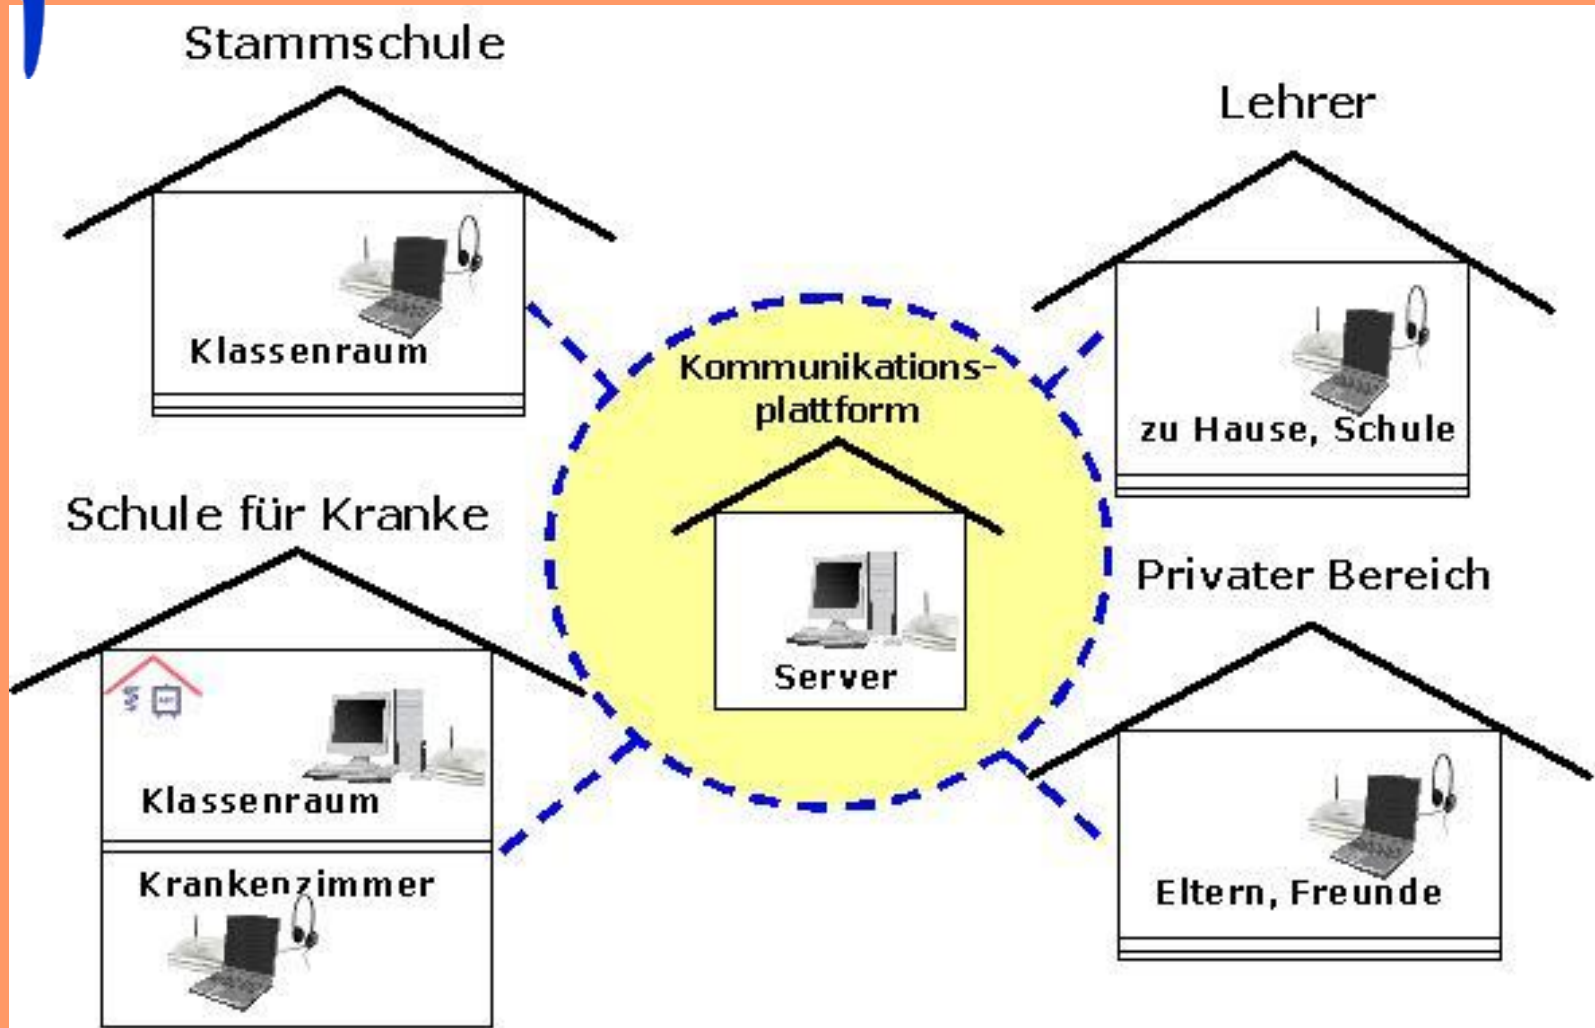 Stammschule
Klassenraum
Lehrer
zu Hause, Schule
Kommunikations-
plattform
Server
Schule für Kranke
Klassenraum
Krankenzimmer
Privater Bereich
Eltern, Freunde